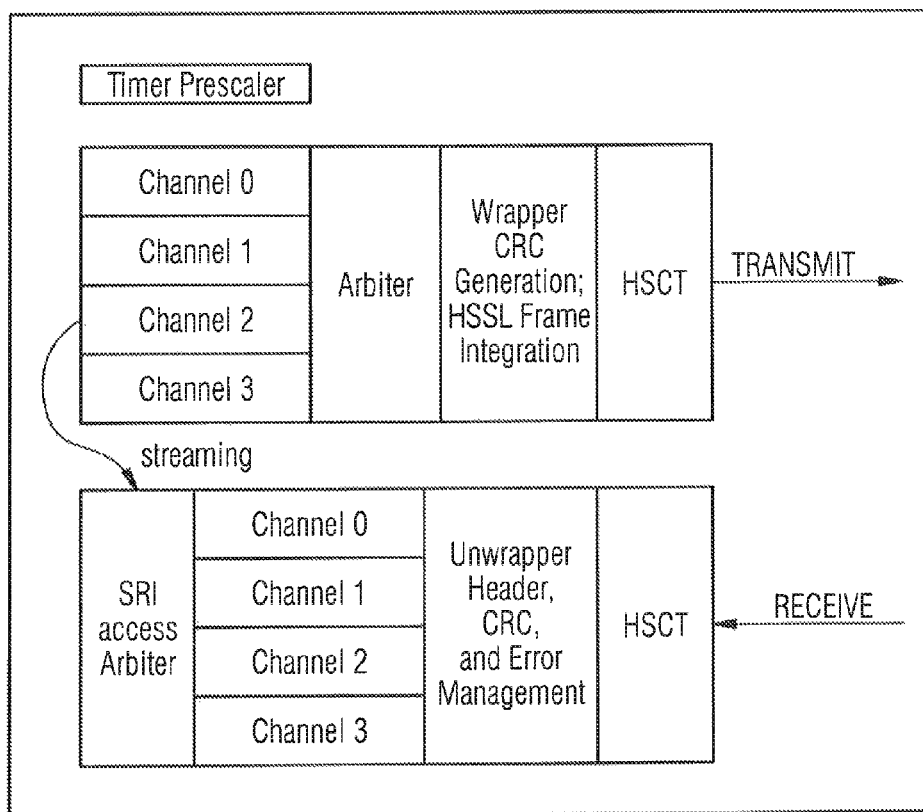 Timer Prescaler
Channel 0
Channel 1
Channel 2
Channel 3
Arbiter
Wrapper
CRC
Generation;
HSSL Frame
Integration
HSCT
TRANSMIT
streaming
SRI
access
Arbiter
Channel 0
Channel 1
Channel 2
Channel 3
Unwrapper
Header,
CRC,
and Error
Management
HSCT
RECEIVE